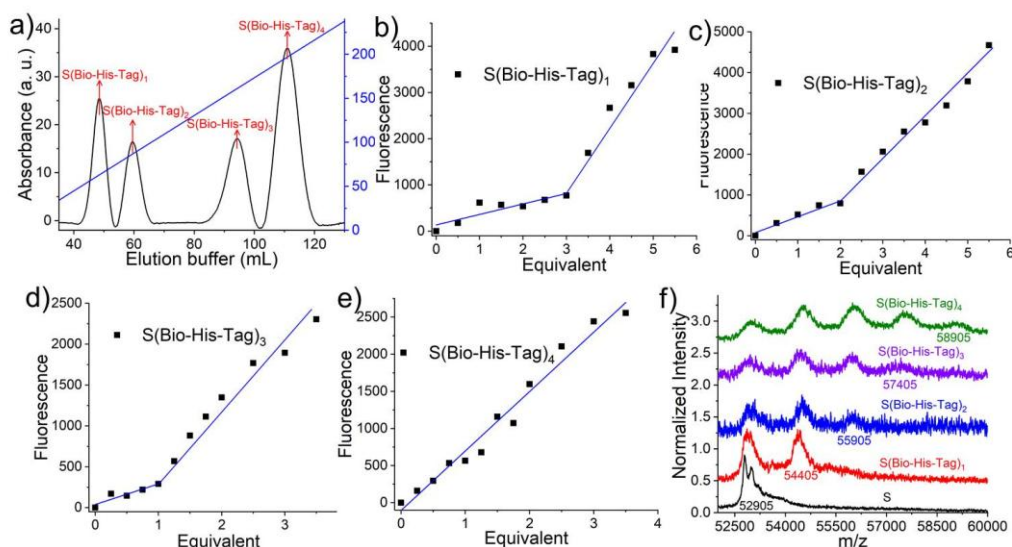 a)
Absorbance (a. u.)
40
30
20
10
0
S(Bio-His-Tag)₁
S(Bio-His-Tag)₂
S(Bio-His-Tag)₃
S(Bio-His-Tag)₄
200
150
100
50
0
40 60 80 100 120
Elution buffer (mL)
b)
Fluorescence
4000
3000
2000
1000
0
S(Bio-His-Tag)₁
0 1 2 3 4 5 6
Equivalent
c)
Fluorescence
5000
4000
3000
2000
1000
0
S(Bio-His-Tag)₂
0 1 2 3 4 5 6
Equivalent
d)
Fluorescence
2500
2000
1500
1000
500
0
S(Bio-His-Tag)₃
0 1 2 3
Equivalent
e)
Fluorescence
2500
2000
1500
1000
500
0
S(Bio-His-Tag)₄
0 1 2 3 4
Equivalent
f)
Normalized Intensity
3.0
2.5
2.0
1.5
1.0
0.5
0.0
S(Bio-His-Tag)₄
58905
S(Bio-His-Tag)₃
57405
S(Bio-His-Tag)₂
55905
S(Bio-His-Tag)₁
54405
S
52905
52500 54000 55500 57000 58500 60000
m/z